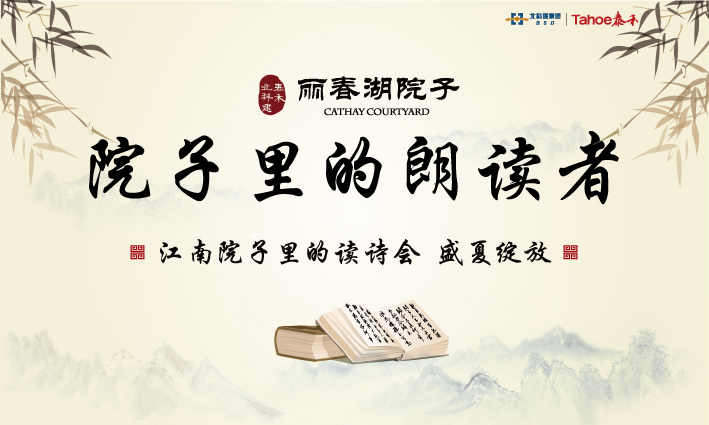 北科建集团 BSD Tahoe泰禾
泰禾 北科建 丽春湖院子
CATHAY COURTYARD
院子里的朗读者
江南院子里的读诗会 盛夏绽放